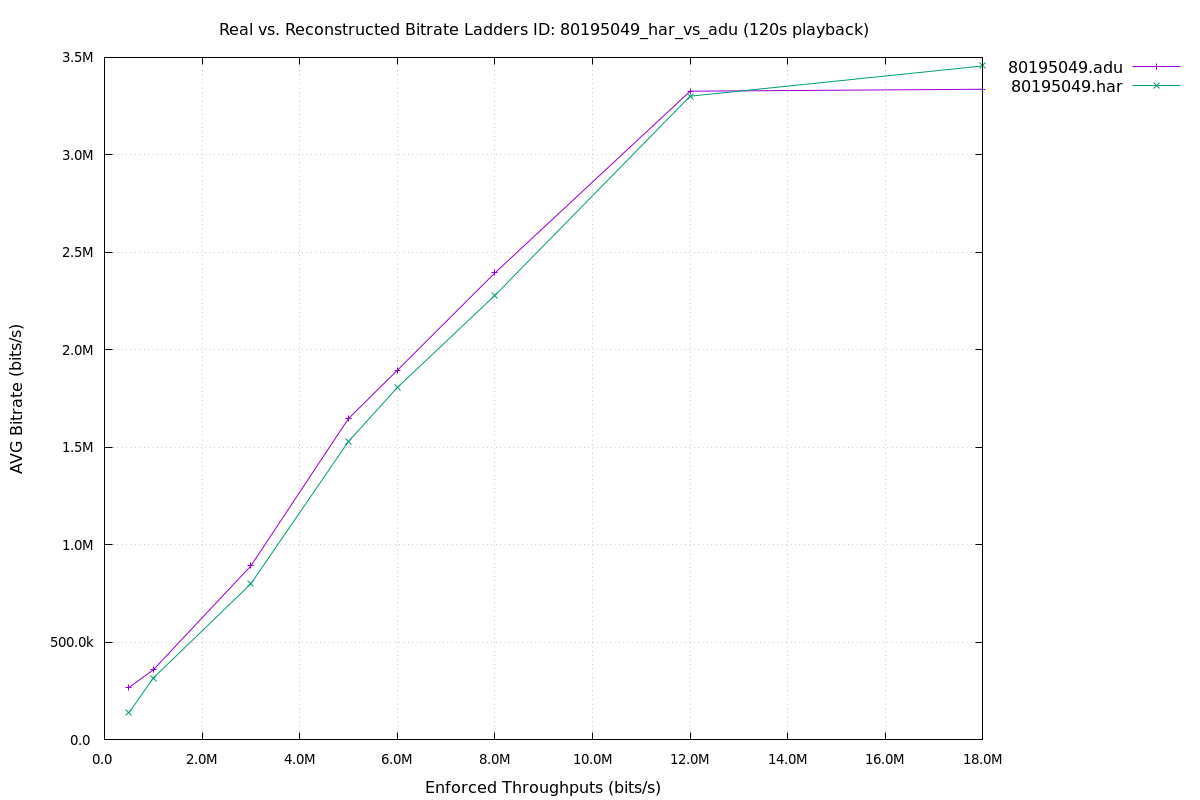 Real vs. Reconstructed Bitrate Ladders ID: 80195049_har_vs_adu (120s playback)
80195049.adu
80195049.har
3.5M
3.0M
2.5M
2.0M
1.5M
1.0M
500.0k
0.0
AVG Bitrate (bits/s)
0.0 2.0M 4.0M 6.0M 8.0M 10.0M 12.0M 14.0M 16.0M 18.0M
Enforced Throughputs (bits/s)